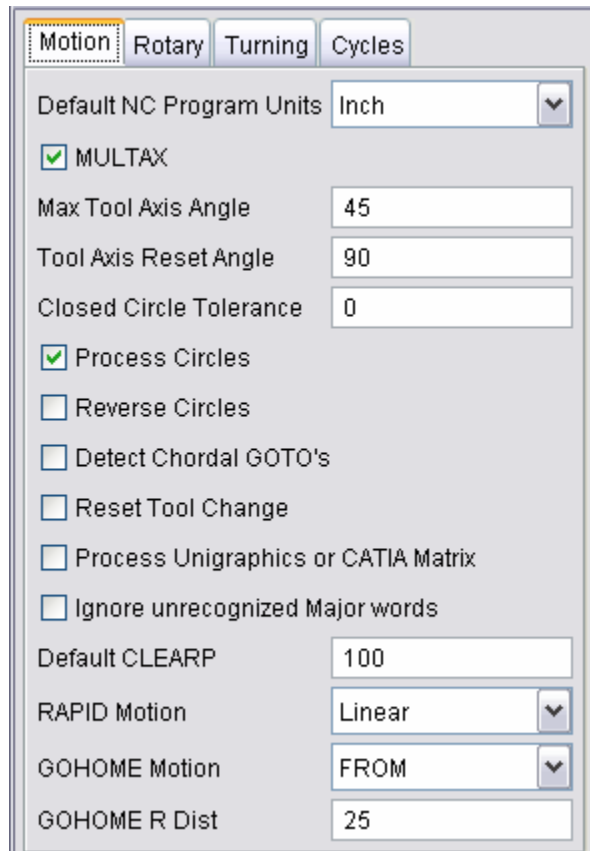 Motion Rotary Turning Cycles
Default NC Program Units Inch
MULTAX
Max Tool Axis Angle 45
Tool Axis Reset Angle 90
Closed Circle Tolerance 0
Process Circles
Reverse Circles
Detect Chordal GOTO's
Reset Tool Change
Process Unigraphics or CATIA Matrix
Ignore unrecognized Major words
Default CLEARP 100
RAPID Motion Linear
GOHOME Motion FROM
GOHOME R Dist 25